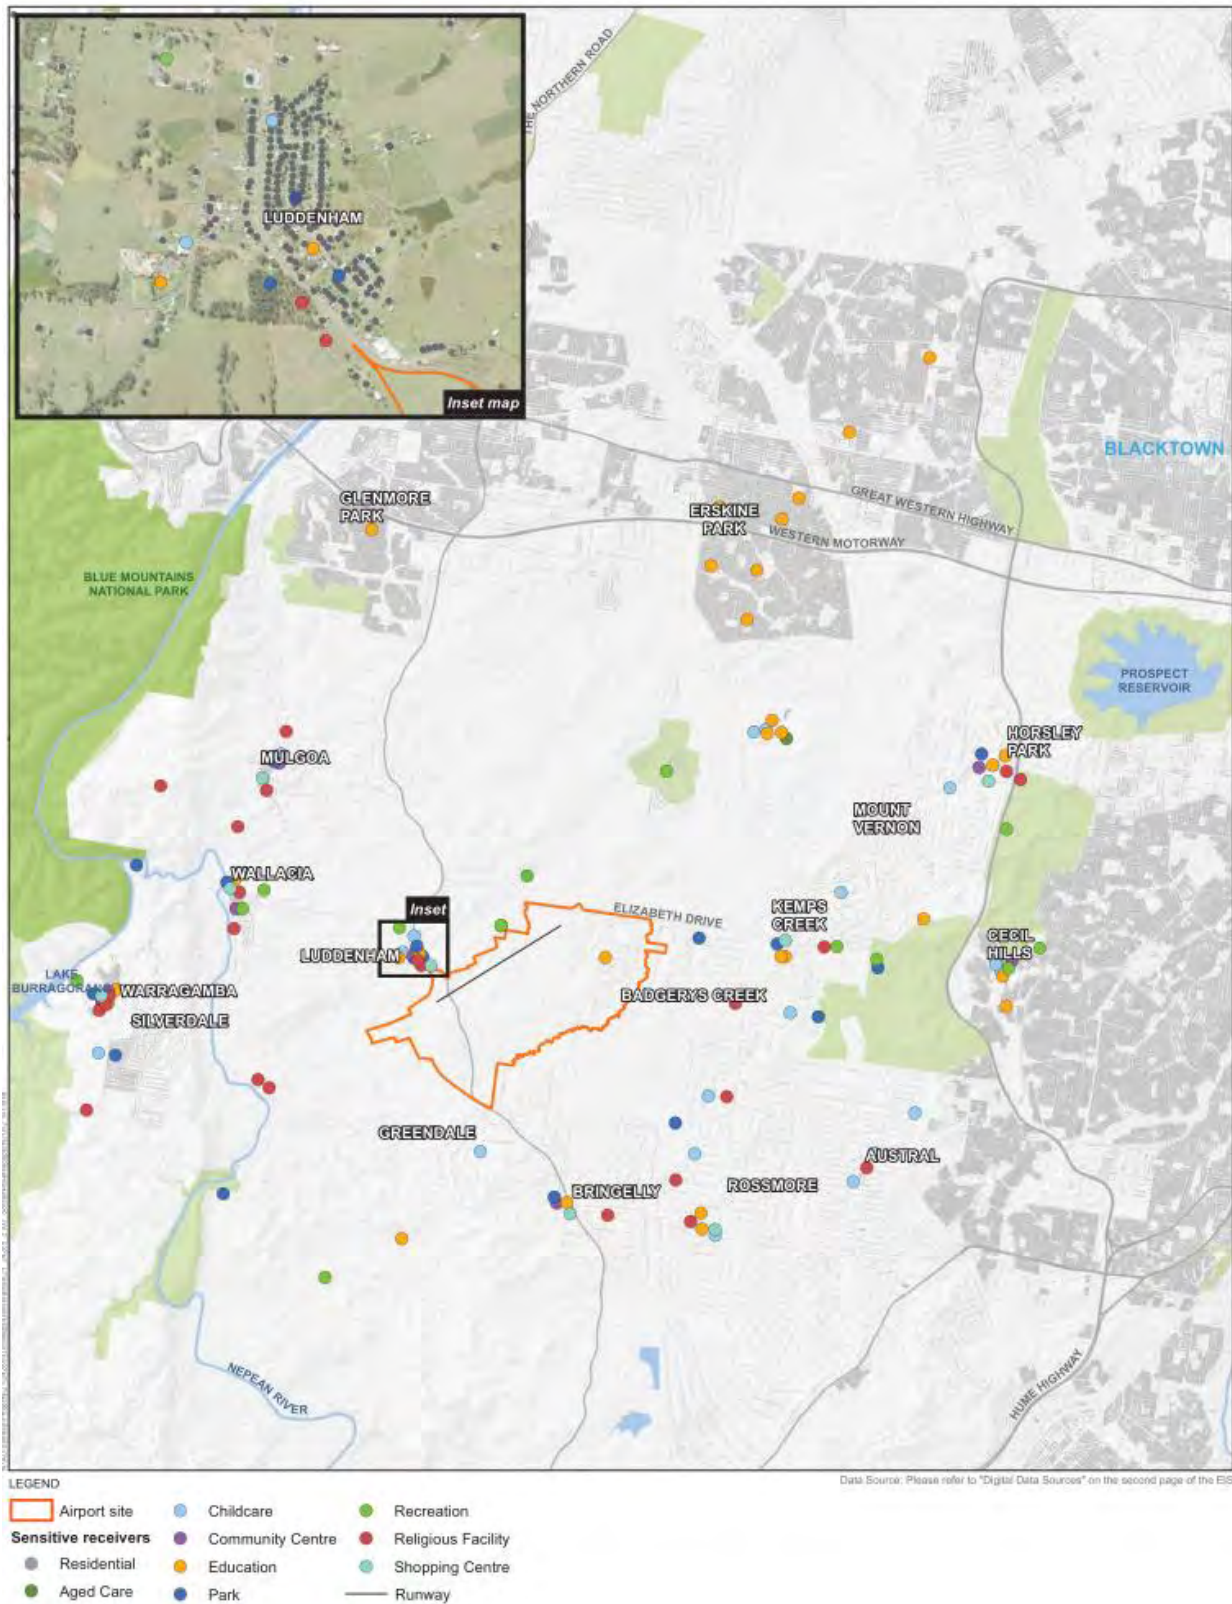 THE NORTHERN ROAD
LUDDENHAM
Inset map
BLACKTOWN
GLENMORE
PARK
ERSKINE
PARK
GREAT WESTERN HIGHWAY
WESTERN MOTORWAY
BLUE MOUNTAINS
NATIONAL PARK
PROSPECT
RESERVOIR
MULGOA
HORSLEY
PARK
MOUNT
VERNON
WALLACIA
Inset
ELIZABETH DRIVE
KEMPS
CREEK
LUDDENHAM
CECIL
HILLS
LAKE
BURRAGORANG
WARRAGAMBA
BADGERYS CREEK
SILVERDALE
GREENDALE
AUSTRAL
BRINGELLY
ROSSMORE
NEPEAN RIVER
HUME HIGHWAY
LEGEND
Data Source: Please refer to "Digital Data Sources" on the second page of the EIS
Airport site
Childcare
Recreation
Sensitive receivers
Community Centre
Religious Facility
Residential
Education
Shopping Centre
Aged Care
Park
Runway